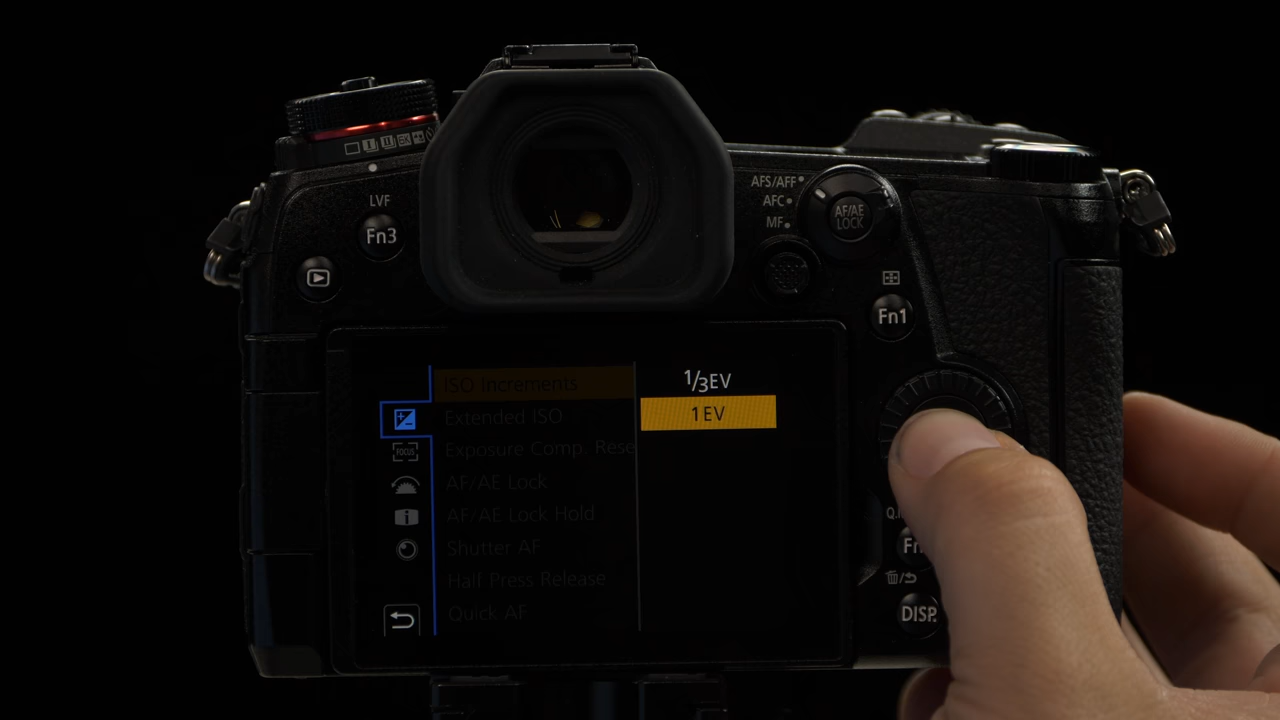 LVF
Fn3
AFS/AFF
AFC
MF
AF/AE
LOCK
Fn1
ISO Increments
1/3EV
Extended ISO
1EV
Exposure Comp. Rese
FOCUS
AF/AE Lock
AF/AE Lock Hold
Shutter AF
Half Press Release
Quick AF
DISP.